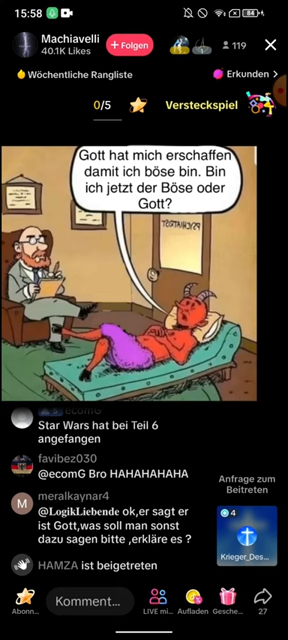 15:58
84
Machiavelli
40.1K Likes
+ Folgen
119
Wöchentliche Rangliste
Erkunden >
0/5
Versteckspiel
Gott hat mich erschaffen
damit ich böse bin. Bin
ich jetzt der Böse oder
Gott?
PSYCHIATRIST
ecomG
Star Wars hat bei Teil 6
angefangen
favibez030
@ecomG Bro HAHAHAHAHA
M
meralkaynar4
@𝐋𝐨𝐠𝐢𝐤𝐋𝐢𝐞𝐛𝐞𝐧𝐝𝐞 ok,er sagt er
ist Gott,was soll man sonst
dazu sagen bitte ,erkläre es ?
HAMZA ist beigetreten
Anfrage zum
Beitreten
4
Krieger_Des...
Abonn...
Komment...
LIVE mi...
Aufladen
Gesche...
27